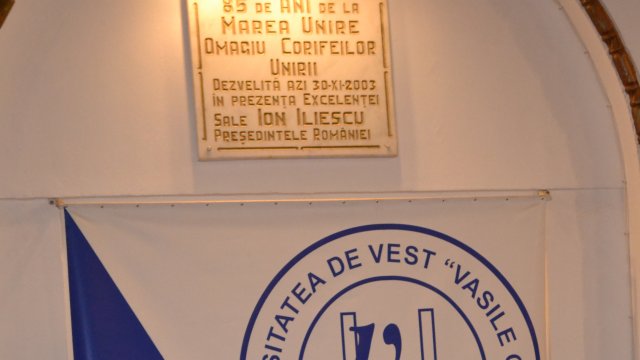 85 DE ANI DE LA
MAREA UNIRE
OMAGIU CORIFEILOR
UNIRII
DEZVELITĂ AZI 30·XI·2003
ÎN PREZENȚA EXCELENȚEI
SALE ION ILIESCU
PREȘEDINTELE ROMÂNIEI
SITATEA DE VEST "VASILE